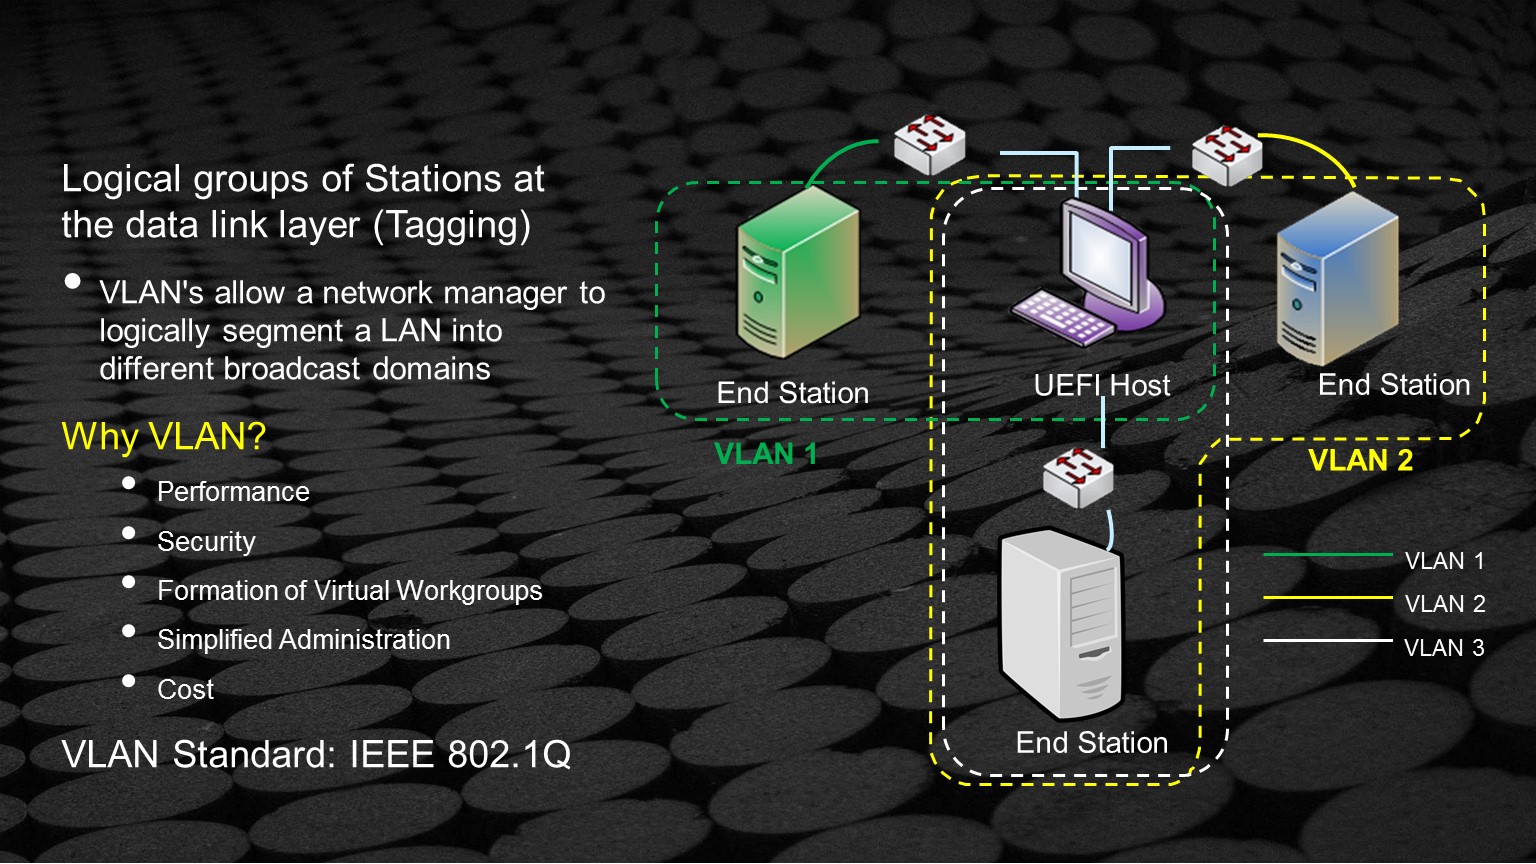 Logical groups of Stations at
the data link layer (Tagging)
• VLAN's allow a network manager to
logically segment a LAN into
different broadcast domains
Why VLAN?
• Performance
• Security
• Formation of Virtual Workgroups
• Simplified Administration
• Cost
VLAN Standard: IEEE 802.1Q
End Station
UEFI Host
End Station
VLAN 1
VLAN 2
End Station
VLAN 1
VLAN 2
VLAN 3